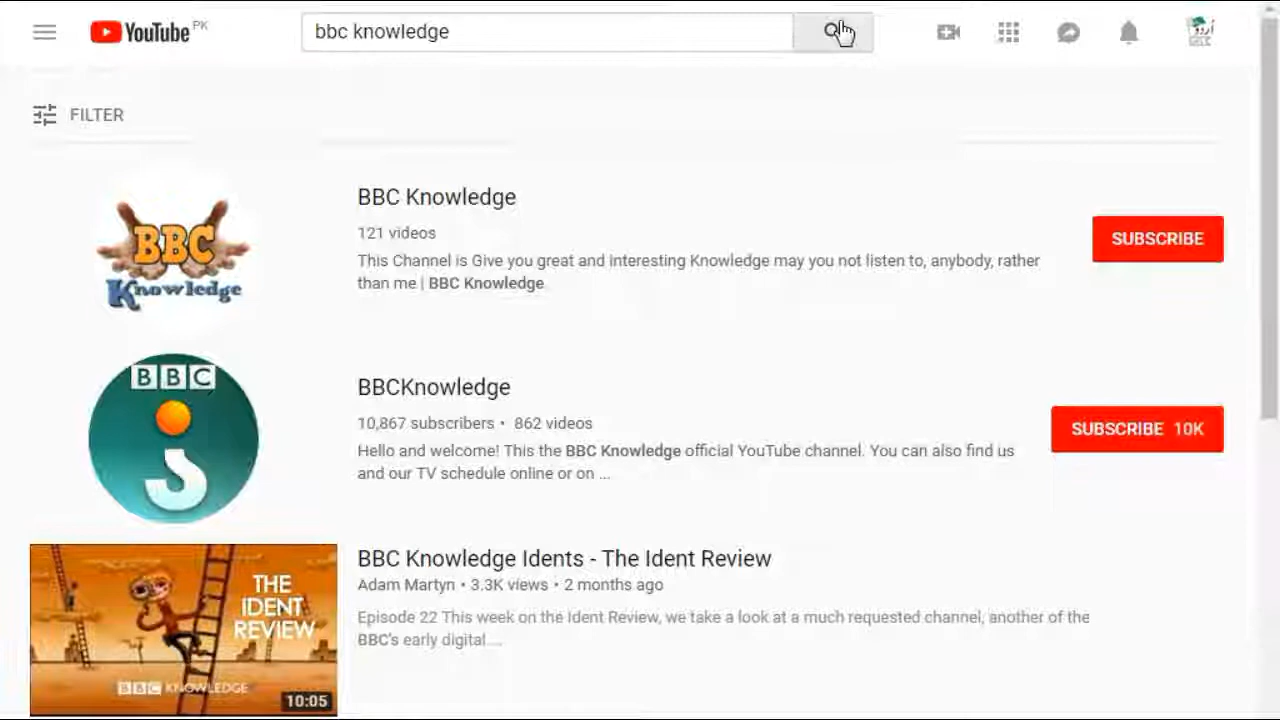 YouTube PK
bbc knowledge
FILTER
BBC
Knowledge
BBC Knowledge
121 videos
This Channel is Give you great and interesting Knowledge may you not listen to, anybody, rather
than me | BBC Knowledge
SUBSCRIBE
BBC
BBCKnowledge
10,867 subscribers • 862 videos
Hello and welcome! This the BBC Knowledge official YouTube channel. You can also find us
and our TV schedule online or on ...
SUBSCRIBE 10K
THE
IDENT
REVIEW
BBC KNOWLEDGE
10:05
BBC Knowledge Idents - The Ident Review
Adam Martyn • 3.3K views • 2 months ago
Episode 22 This week on the Ident Review, we take a look at a much requested channel, another of the
BBC's early digital ...